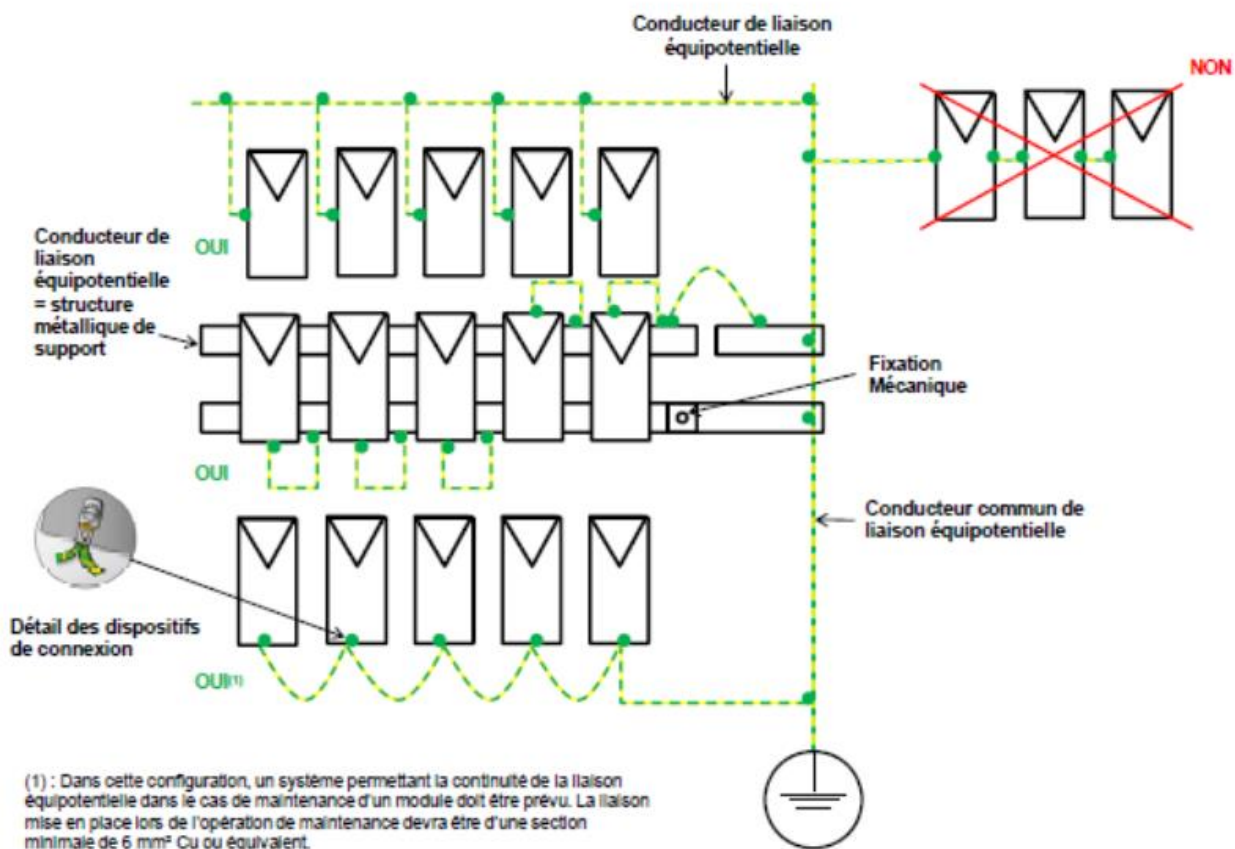 Conducteur de liaison
équipotentielle
NON
Conducteur de
liaison
équipotentielle
= structure
métallique de
support
OUI
Fixation
Mécanique
OUI
Conducteur commun de
liaison équipotentielle
Détail des dispositifs
de connexion
OUI(1)
(1) : Dans cette configuration, un système permettant la continuité de la liaison
équipotentielle dans le cas de maintenance d'un module doit être prévu. La liaison
mise en place lors de l'opération de maintenance devra être d'une section
minimale de 6 mm² Cu ou équivalent.